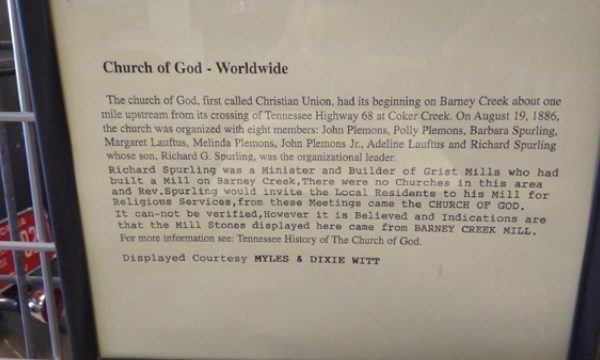 Church of God - Worldwide
The church of God, first called Christian Union, had its beginning on Barney Creek about one
mile upstream from its crossing of Tennessee Highway 68 at Coker Creek. On August 19, 1886,
the church was organized with eight members: John Plemons, Polly Plemons, Barbara Spurling,
Margaret Lauftus, Melinda Plemons, John Plemons Jr., Adeline Lauftus and Richard Spurling
whose son, Richard G. Spurling, was the organizational leader.
Richard Spurling was a Minister and Builder of Grist Mills who had
built a Mill on Barney Creek,There were no Churches in this area
and Rev.Spurling would invite the Local Residents to his Mill for
Religious Services,from these Meetings came the CHURCH OF GOD.
It can-not be verified,However it is Believed and Indications are
that the Mill Stones displayed here came from BARNEY CREEK MILL.
For more information see: Tennessee History of The Church of God.
Displayed Courtesy MYLES & DIXIE WITT